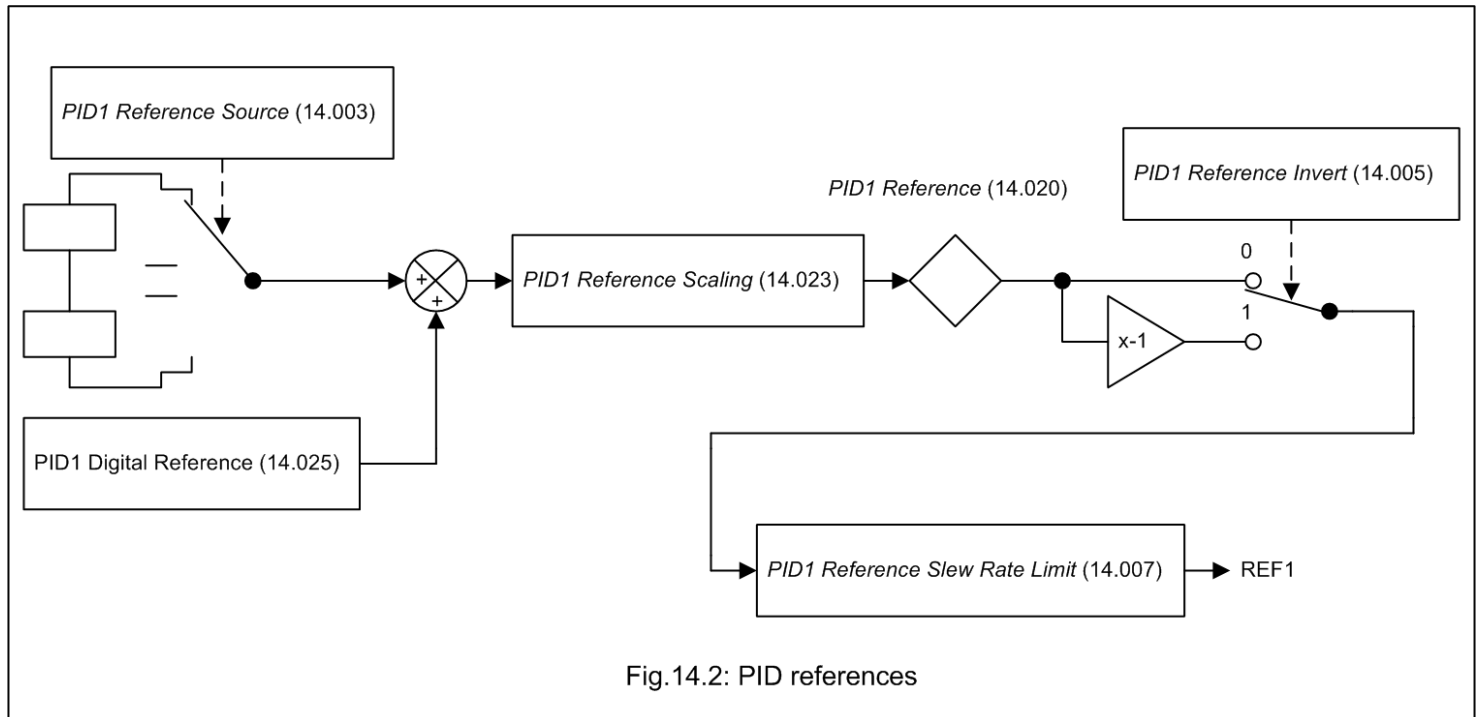 PID1 Reference Source (14.003)
PID1 Reference (14.020)
PID1 Reference Invert (14.005)
0
+
+
PID1 Reference Scaling (14.023)
1
x-1
PID1 Digital Reference (14.025)
PID1 Reference Slew Rate Limit (14.007)
REF1
Fig.14.2: PID references